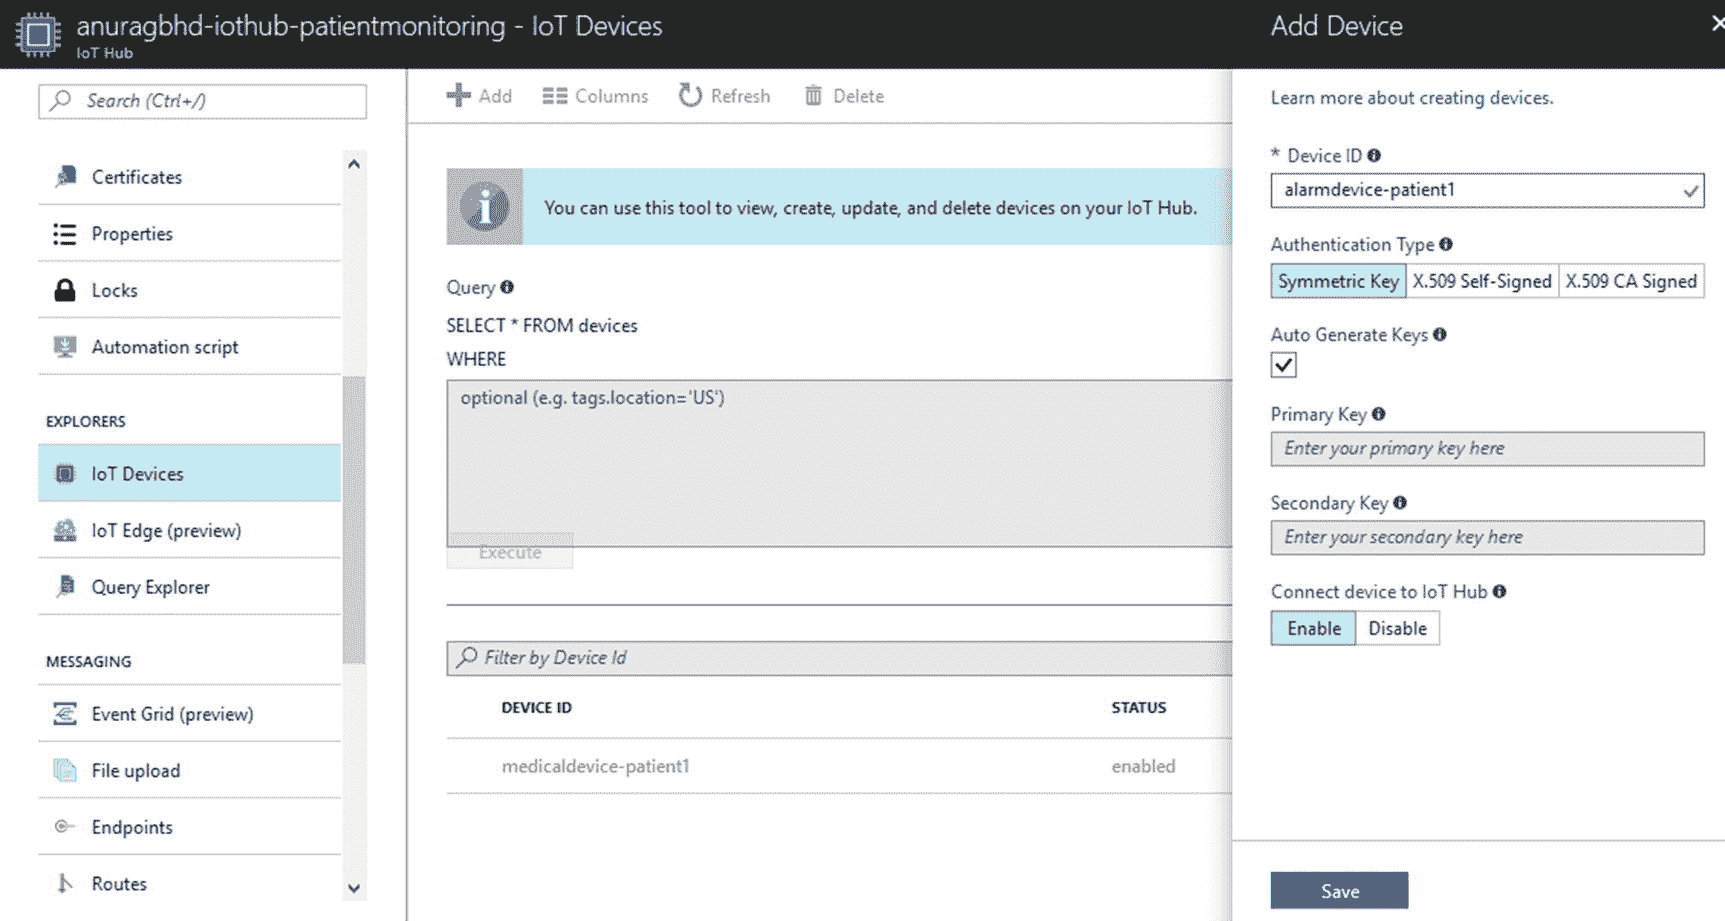 anuragbhd-iothub-patientmonitoring - IoT Devices
IoT Hub
Search (Ctrl+/)
Certificates
Properties
Locks
Automation script
EXPLORERS
IoT Devices
IoT Edge (preview)
Query Explorer
MESSAGING
Event Grid (preview)
File upload
Endpoints
Routes
Add Columns Refresh Delete
You can use this tool to view, create, update, and delete devices on your IoT Hub.
Query
SELECT * FROM devices
WHERE
optional (e.g. tags.location='US')
Execute
Filter by Device Id
DEVICE ID STATUS
medicaldevice-patient1 enabled
Add Device
Learn more about creating devices.
* Device ID
alarmdevice-patient1
Authentication Type
Symmetric Key X.509 Self-Signed X.509 CA Signed
Auto Generate Keys
Primary Key
Enter your primary key here
Secondary Key
Enter your secondary key here
Connect device to IoT Hub
Enable Disable
Save